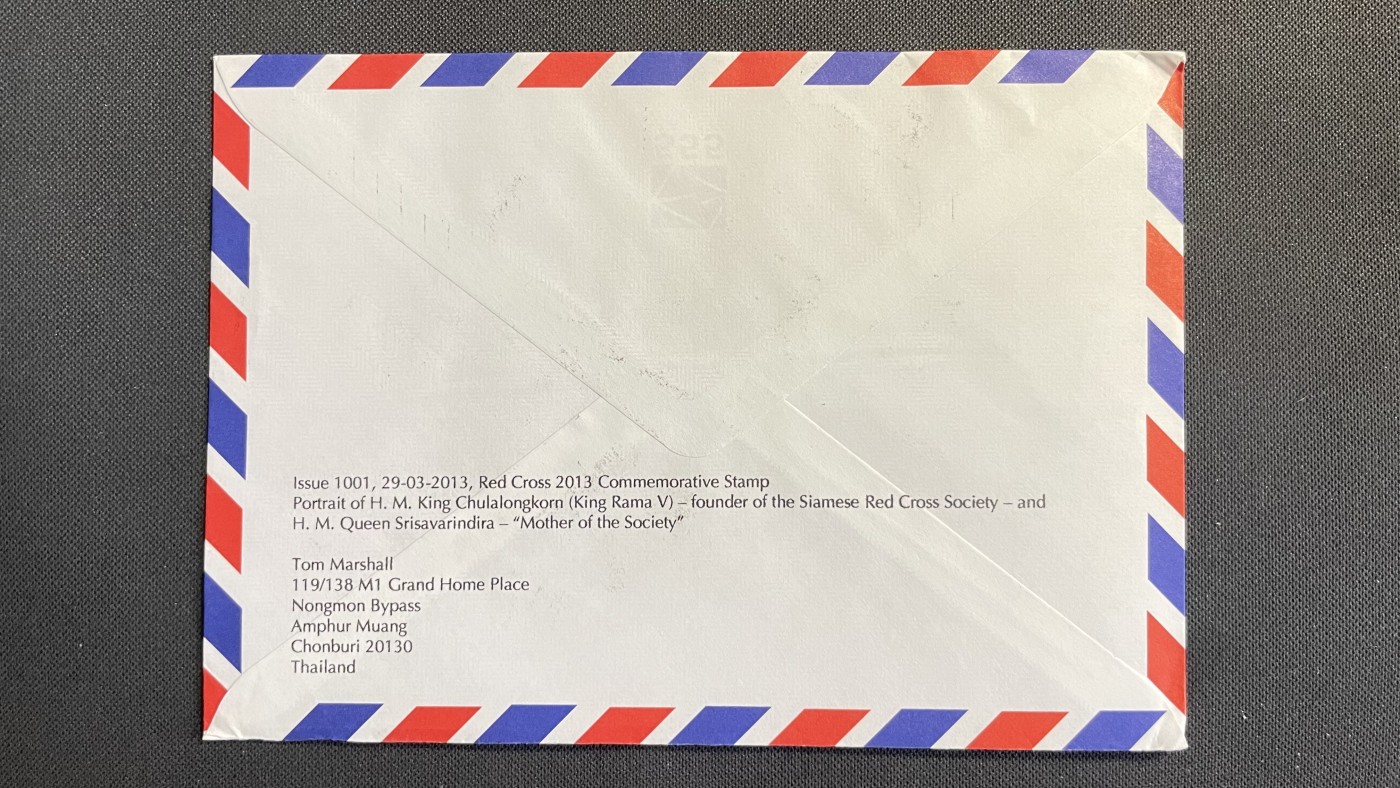 Issue 1001, 29-03-2013, Red Cross 2013 Commemorative Stamp
Portrait of H. M. King Chulalongkorn (King Rama V) – founder of the Siamese Red Cross Society – and
H. M. Queen Srisavarindira – “Mother of the Society”
Tom Marshall
119/138 M1 Grand Home Place
Nongmon Bypass
Amphur Muang
Chonburi 20130
Thailand